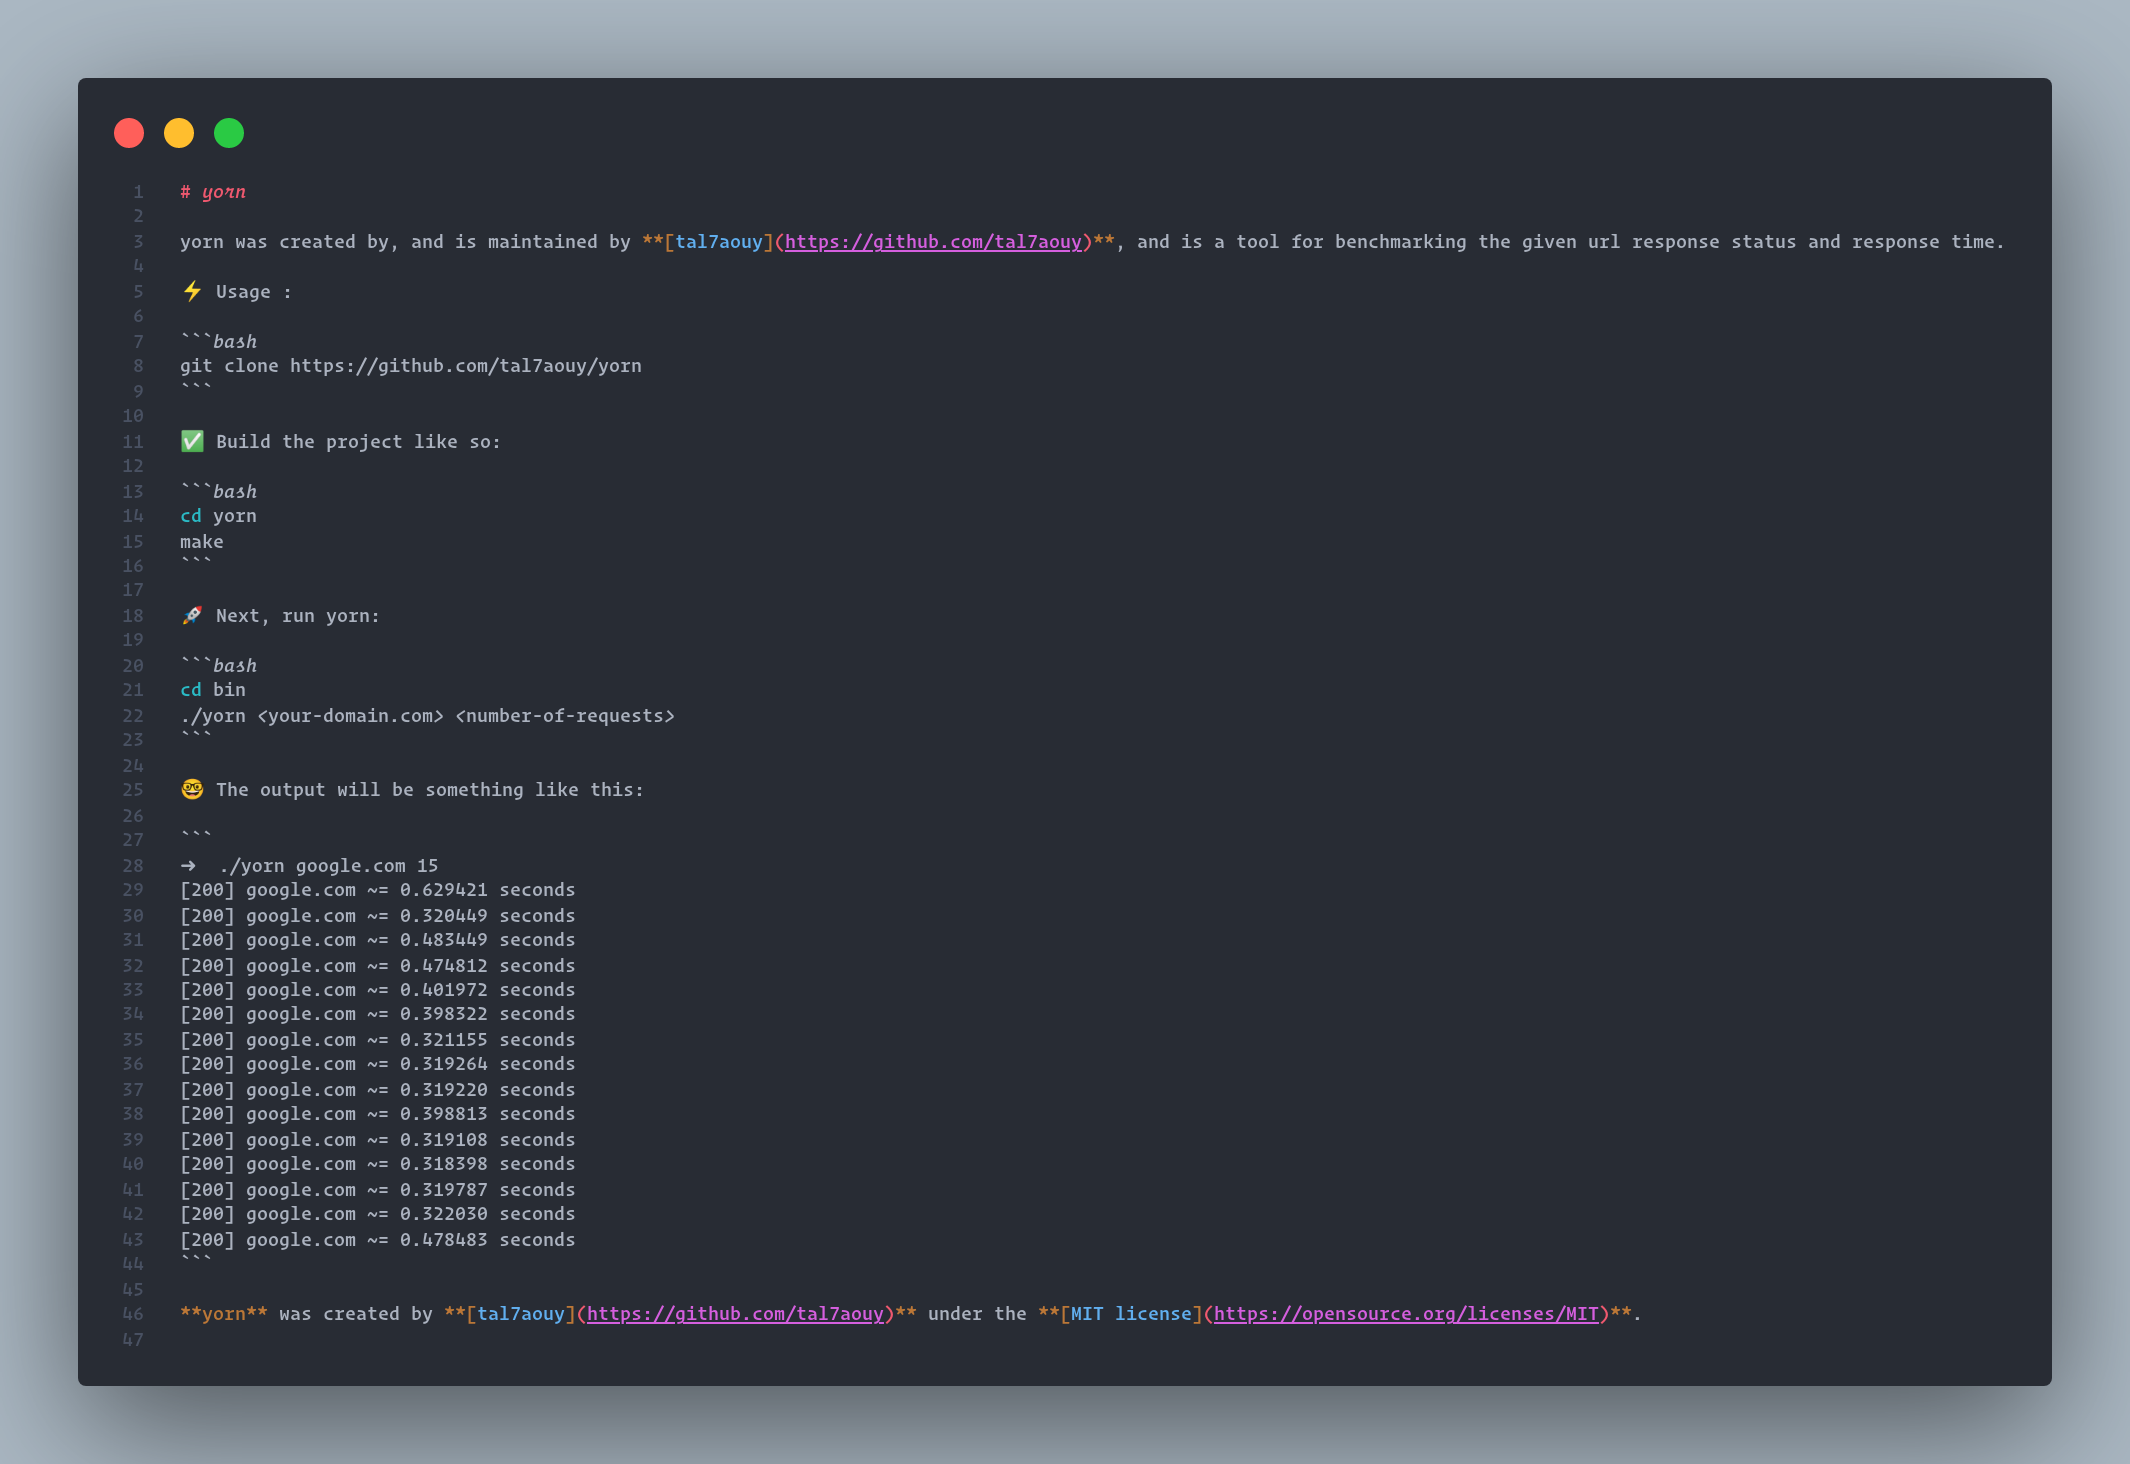 1 # yorn
2
3 yorn was created by, and is maintained by **[tal7aouy](https://github.com/tal7aouy)**, and is a tool for benchmarking the given url response status and response time.
4
5 ⚡ Usage :
6
7 ```bash
8 git clone https://github.com/tal7aouy/yorn
9 ```
10
11 ✅ Build the project like so:
12
13 ```bash
14 cd yorn
15 make
16 ```
17
18 🚀 Next, run yorn:
19
20 ```bash
21 cd bin
22 ./yorn <your-domain.com> <number-of-requests>
23 ```
24
25 🤓 The output will be something like this:
26
27 ```
28 ➜  ./yorn google.com 15
29 [200] google.com ~= 0.629421 seconds
30 [200] google.com ~= 0.320449 seconds
31 [200] google.com ~= 0.483449 seconds
32 [200] google.com ~= 0.474812 seconds
33 [200] google.com ~= 0.401972 seconds
34 [200] google.com ~= 0.398322 seconds
35 [200] google.com ~= 0.321155 seconds
36 [200] google.com ~= 0.319264 seconds
37 [200] google.com ~= 0.319220 seconds
38 [200] google.com ~= 0.398813 seconds
39 [200] google.com ~= 0.319108 seconds
40 [200] google.com ~= 0.318398 seconds
41 [200] google.com ~= 0.319787 seconds
42 [200] google.com ~= 0.322030 seconds
43 [200] google.com ~= 0.478483 seconds
44 ```
45
46 **yorn** was created by **[tal7aouy](https://github.com/tal7aouy)** under the **[MIT license](https://opensource.org/licenses/MIT)**.
47